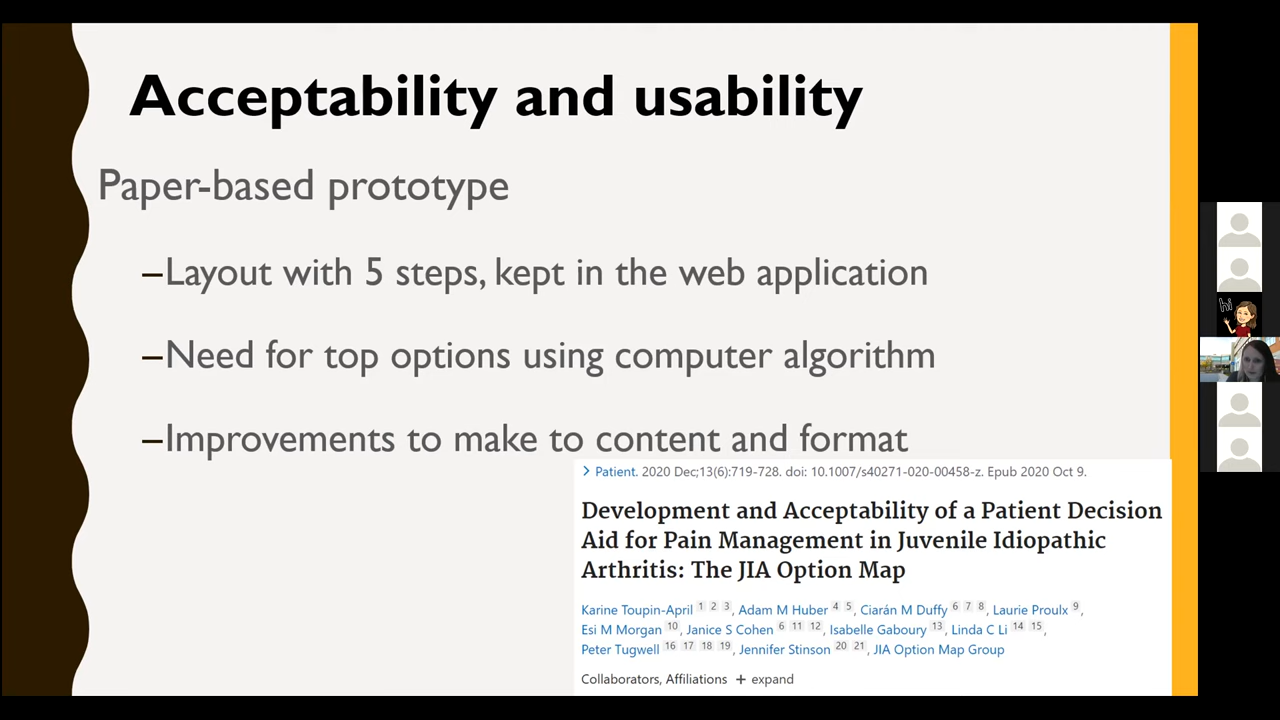 Acceptability and usability
Paper-based prototype
–Layout with 5 steps, kept in the web application
–Need for top options using computer algorithm
–Improvements to make to content and format
> Patient. 2020 Dec;13(6):719-728. doi: 10.1007/s40271-020-00458-z. Epub 2020 Oct 9.
Development and Acceptability of a Patient Decision
Aid for Pain Management in Juvenile Idiopathic
Arthritis: The JIA Option Map
Karine Toupin-April 1 2 3, Adam M Huber 4 5, Ciarán M Duffy 6 7 8, Laurie Proulx 9,
Esi M Morgan 10, Janice S Cohen 6 11 12, Isabelle Gaboury 13, Linda C Li 14 15,
Peter Tugwell 16 17 18 19, Jennifer Stinson 20 21, JIA Option Map Group
Collaborators, Affiliations + expand
hi